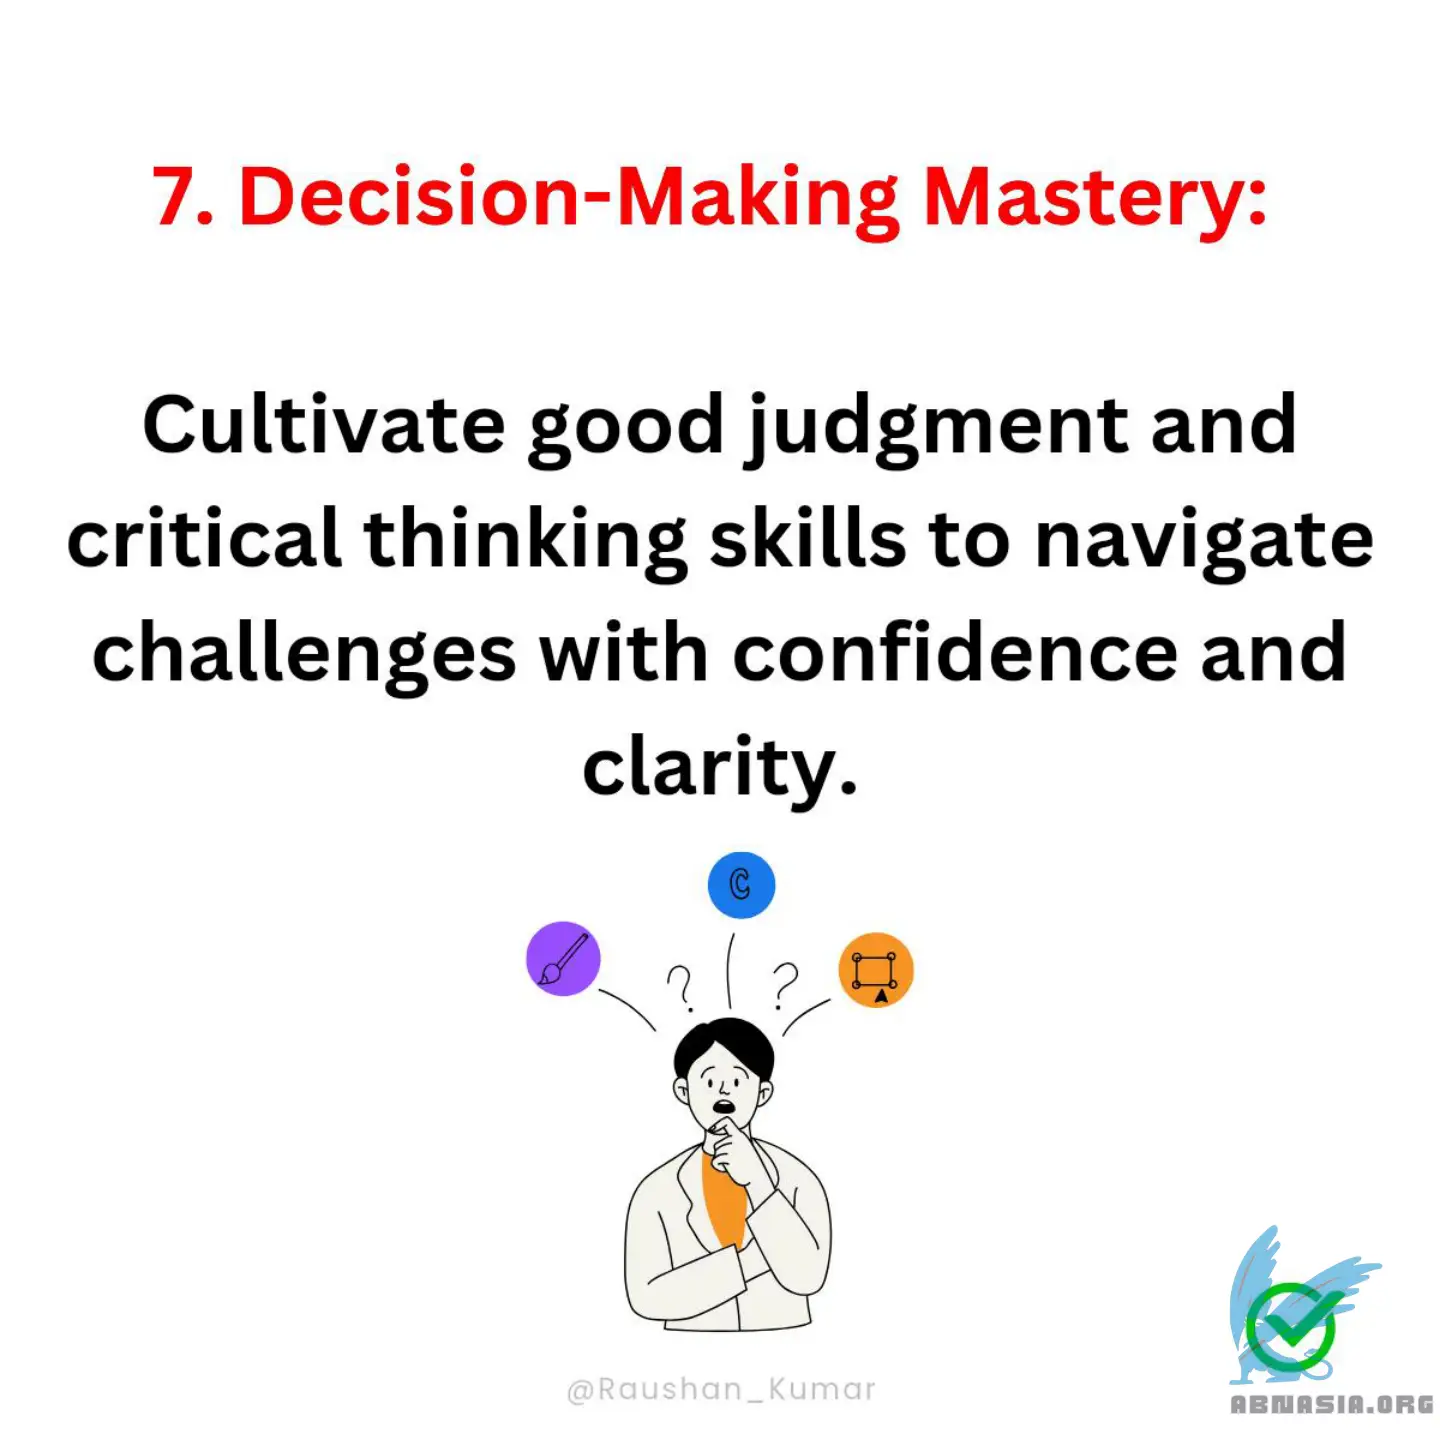 7. Decision-Making Mastery:
Cultivate good judgment and
critical thinking skills to navigate
challenges with confidence and
clarity.
C
? ?
@Raushan_Kumar
ABNASIA.ORG